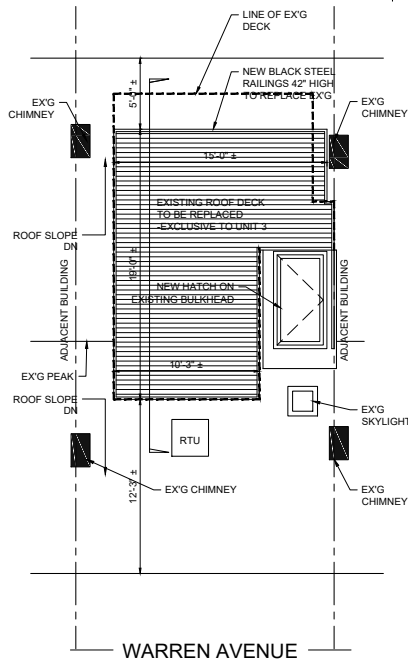 LINE OF EX'G
DECK
NEW BLACK STEEL
RAILINGS 42" HIGH
TO REPLACE EX'G
5'-0" ±
EX'G
CHIMNEY
EX'G
CHIMNEY
15'-0" ±
EXISTING ROOF DECK
TO BE REPLACED
-EXCLUSIVE TO UNIT 3
ROOF SLOPE
DN
19'-0" ±
NEW HATCH ON
EXISTING BULKHEAD
ADJACENT BUILDING
ADJACENT BUILDING
10'-3" ±
EX'G PEAK
ROOF SLOPE
DN
EX'G
SKYLIGHT
RTU
12'-3" ±
EX'G CHIMNEY
EX'G
CHIMNEY
WARREN AVENUE